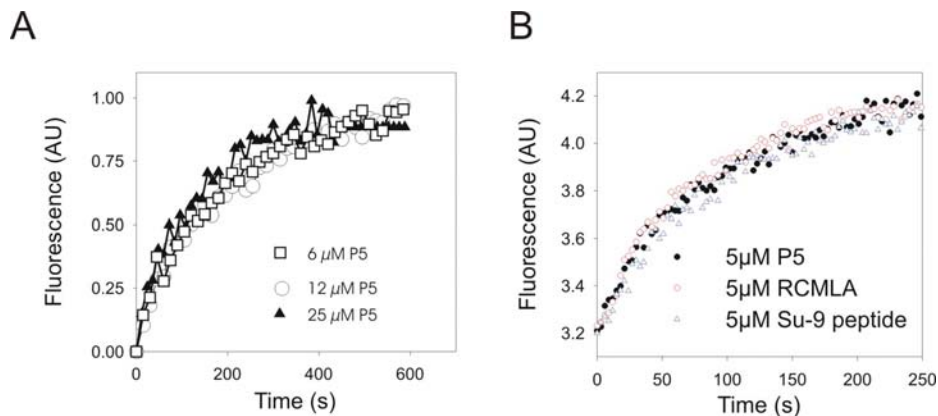 A
Fluorescence (AU)
1.00
0.75
0.50
0.25
0.00
0 200 400 600
Time (s)
6 µM P5
12 µM P5
25 µM P5
B
Fluorescence (AU)
4.2
4.0
3.8
3.6
3.4
3.2
0 50 100 150 200 250
Time (s)
5µM P5
5µM RCMLA
5µM Su-9 peptide